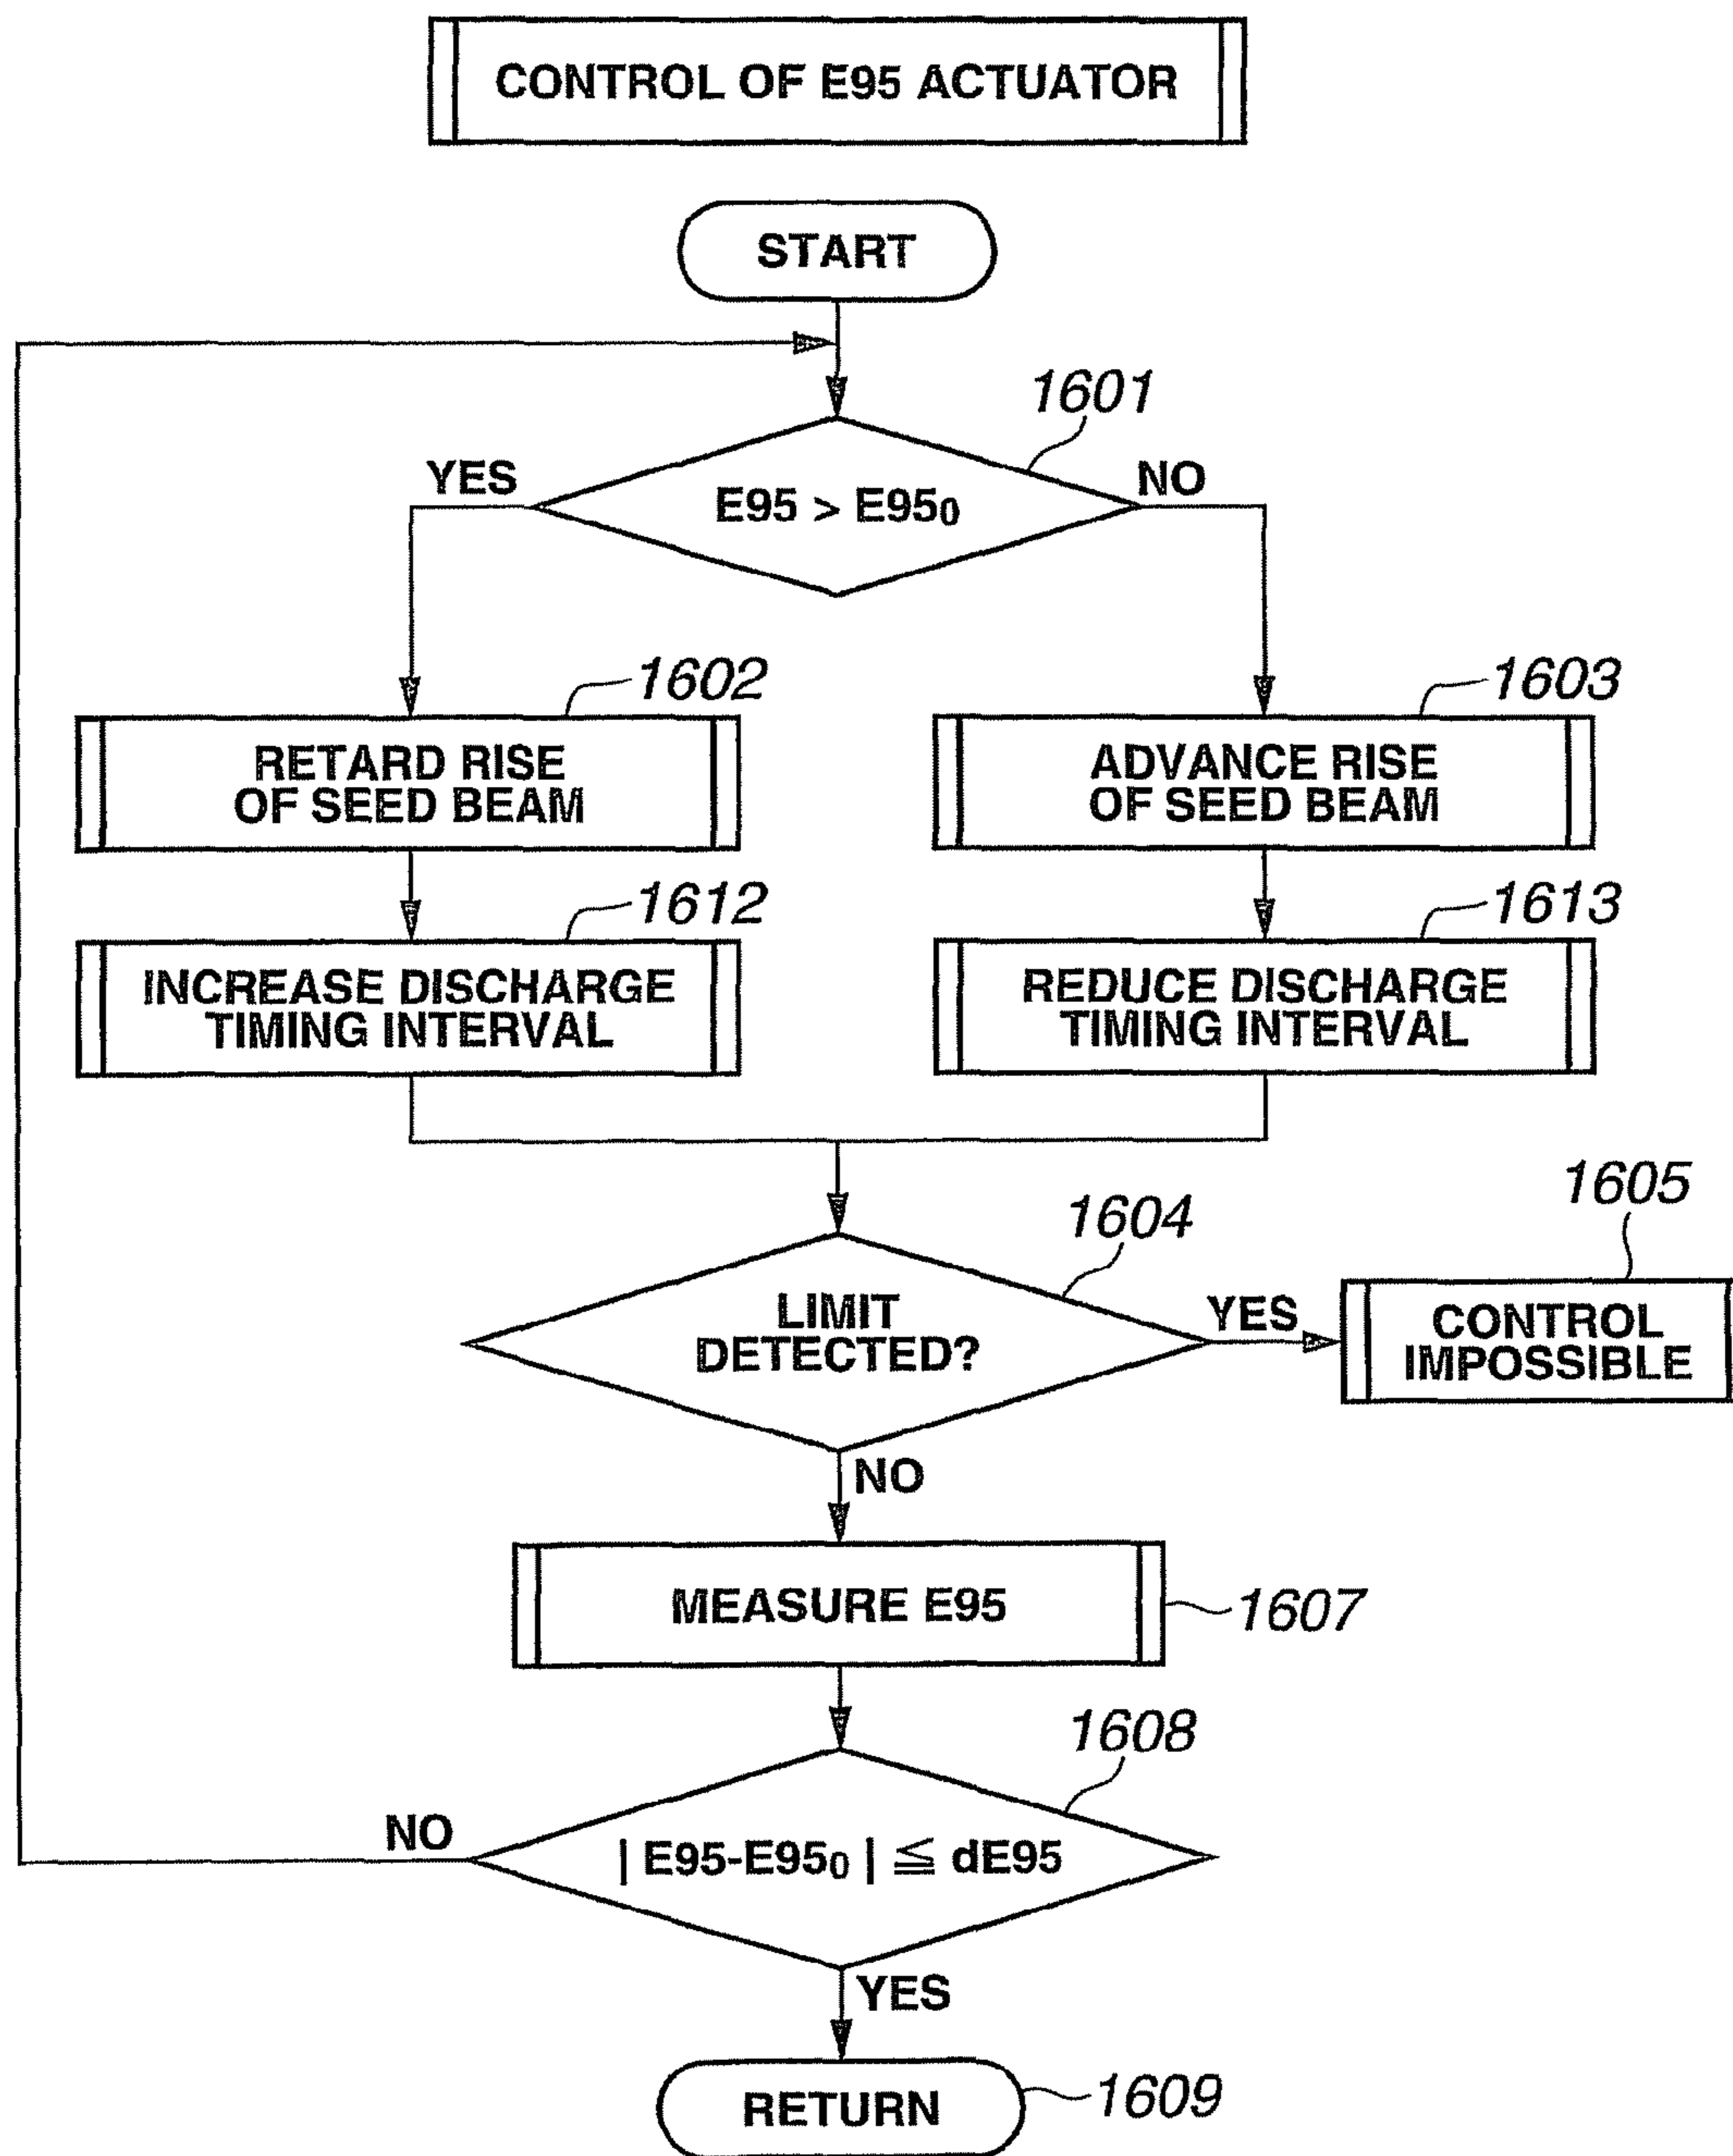 CONTROL OF E95 ACTUATOR
START
1601
YES
NO
E95 > E95₀
1602
1603
RETARD RISE
OF SEED BEAM
ADVANCE RISE
OF SEED BEAM
1612
1613
INCREASE DISCHARGE
TIMING INTERVAL
REDUCE DISCHARGE
TIMING INTERVAL
1604
1605
LIMIT
DETECTED?
YES
CONTROL
IMPOSSIBLE
NO
MEASURE E95
1607
1608
NO
| E95-E95₀ | ≦ dE95
YES
RETURN
1609